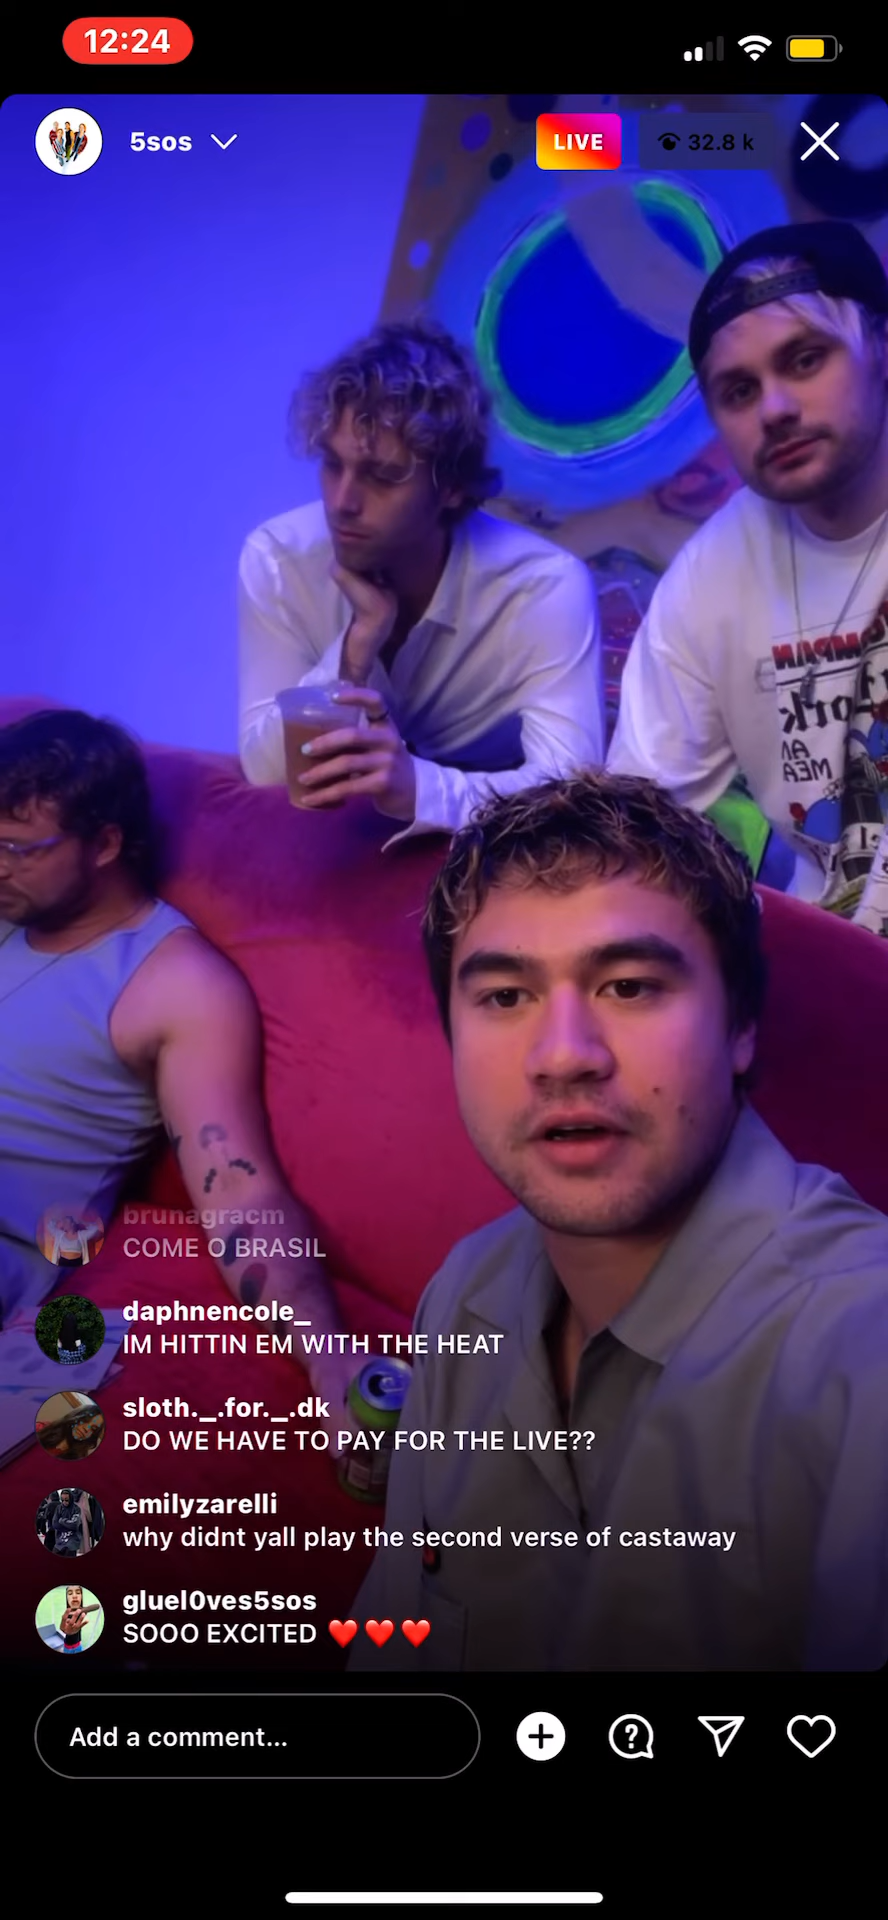 12:24
5sos
LIVE
32.8 k
brunagracm
COME O BRASIL
daphnencole_
IM HITTIN EM WITH THE HEAT
sloth._.for._.dk
DO WE HAVE TO PAY FOR THE LIVE??
emilyzarelli
why didnt yall play the second verse of castaway
gluel0ves5sos
SOOO EXCITED ❤️❤️❤️
Add a comment...